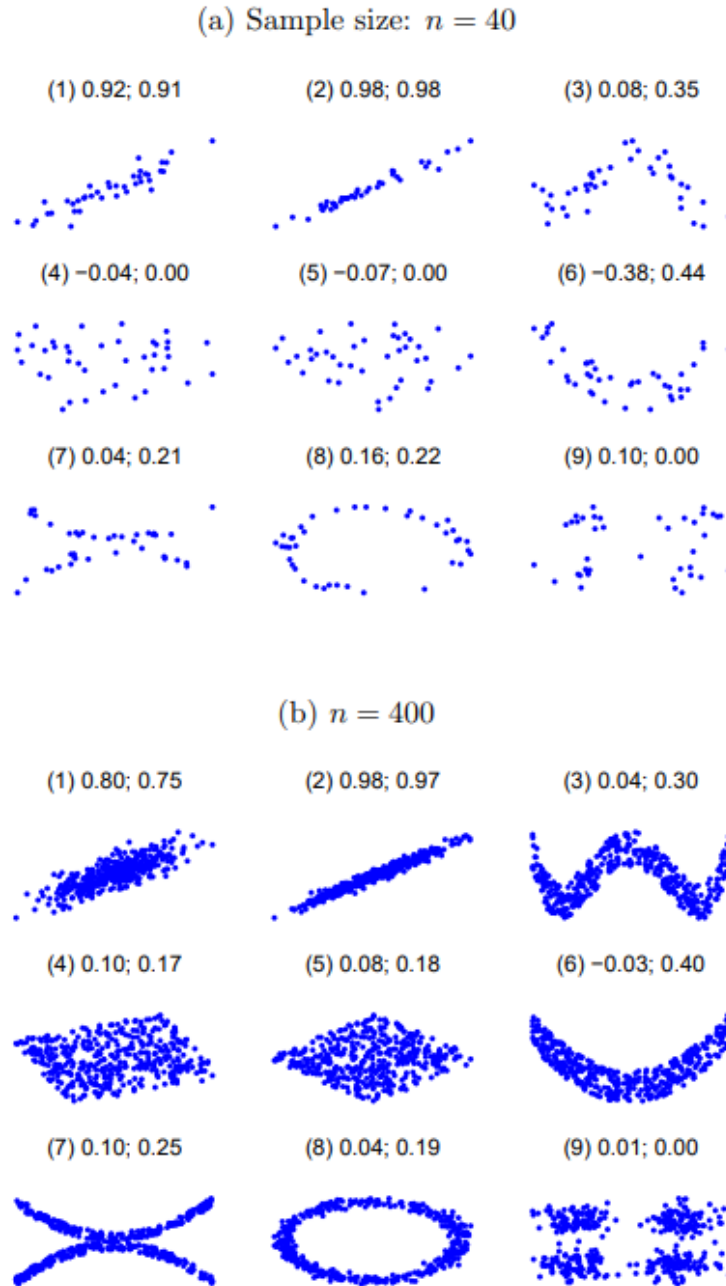 (a) Sample size: n = 40
(1) 0.92; 0.91 (2) 0.98; 0.98 (3) 0.08; 0.35
(4) −0.04; 0.00 (5) −0.07; 0.00 (6) −0.38; 0.44
(7) 0.04; 0.21 (8) 0.16; 0.22 (9) 0.10; 0.00
(b) n = 400
(1) 0.80; 0.75 (2) 0.98; 0.97 (3) 0.04; 0.30
(4) 0.10; 0.17 (5) 0.08; 0.18 (6) −0.03; 0.40
(7) 0.10; 0.25 (8) 0.04; 0.19 (9) 0.01; 0.00